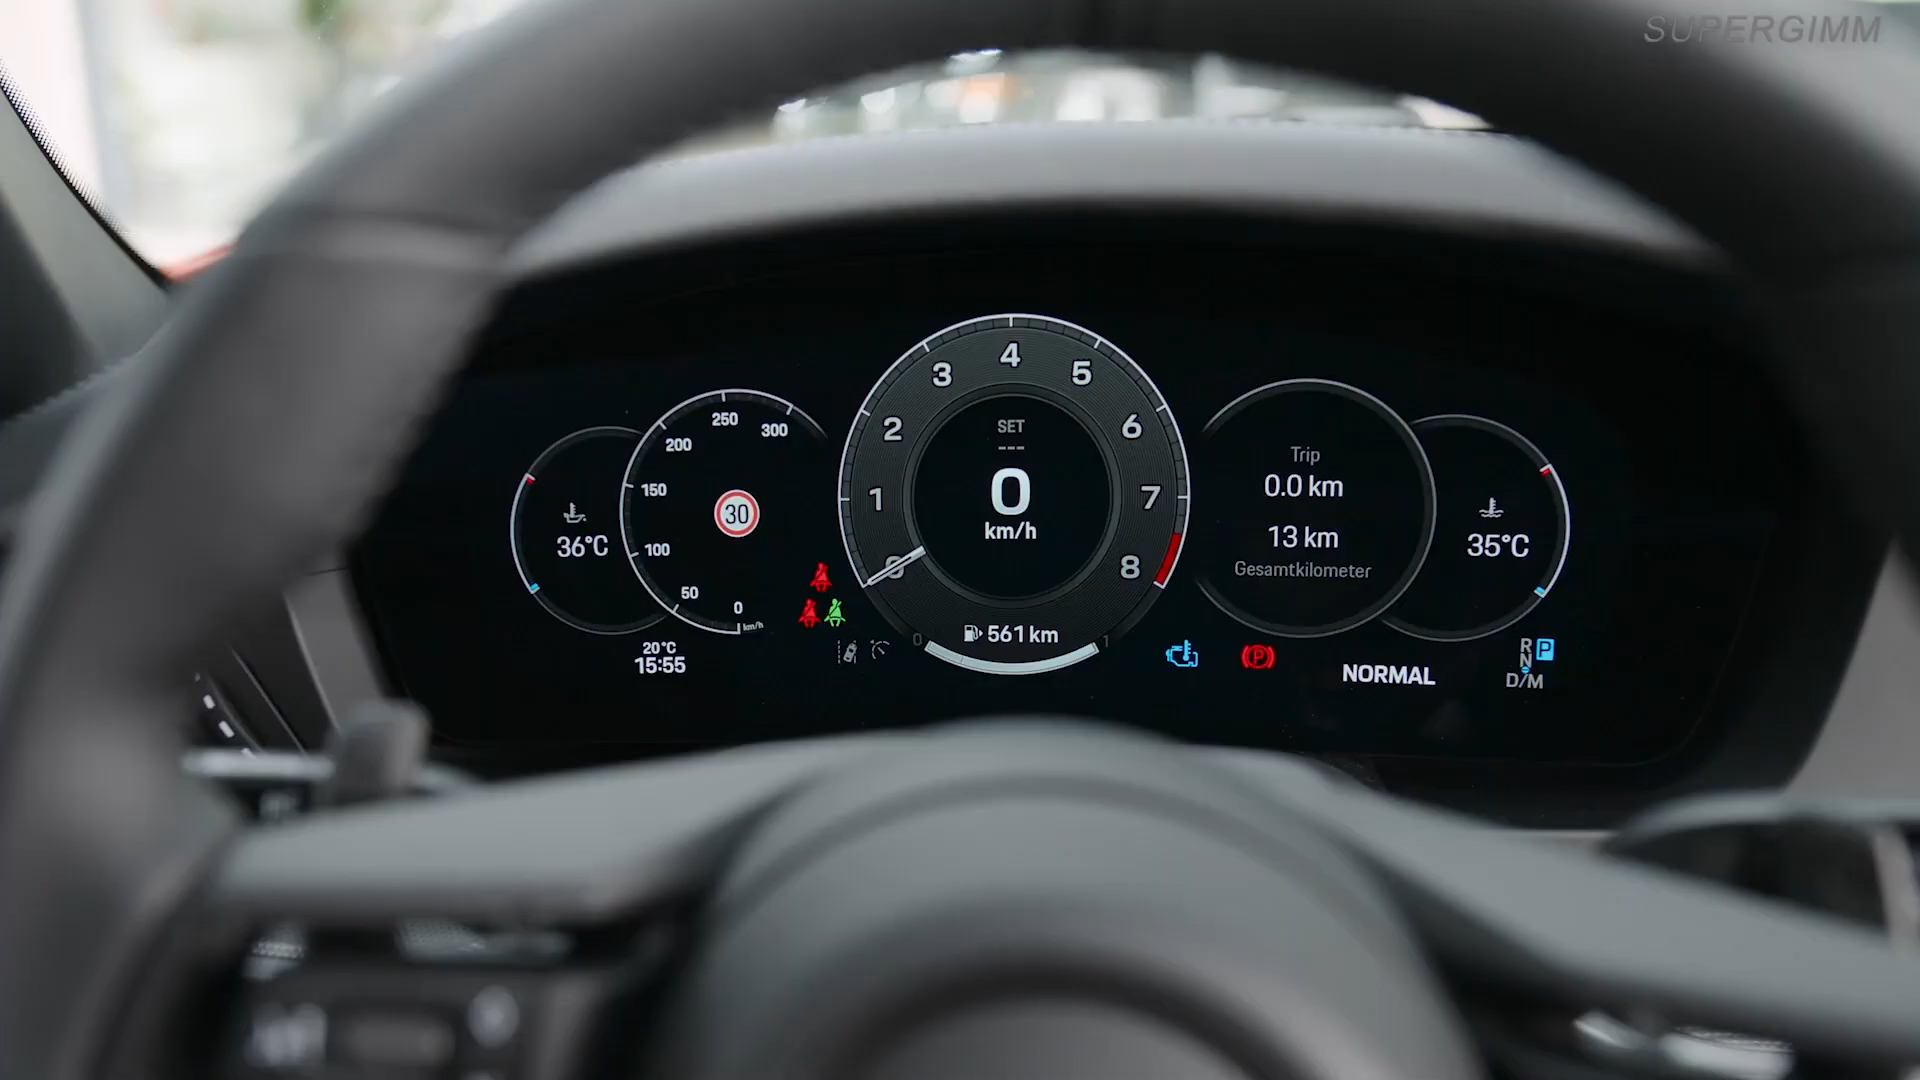 SUPERGIMM
36°C
20°C
15:55
0
50
100
150
200
250
300
km/h
30
0
1
2
3
4
5
6
7
8
SET
---
0
km/h
0
561 km
1
Trip
0.0 km
13 km
Gesamtkilometer
35°C
P
NORMAL
R
P
N
D/M